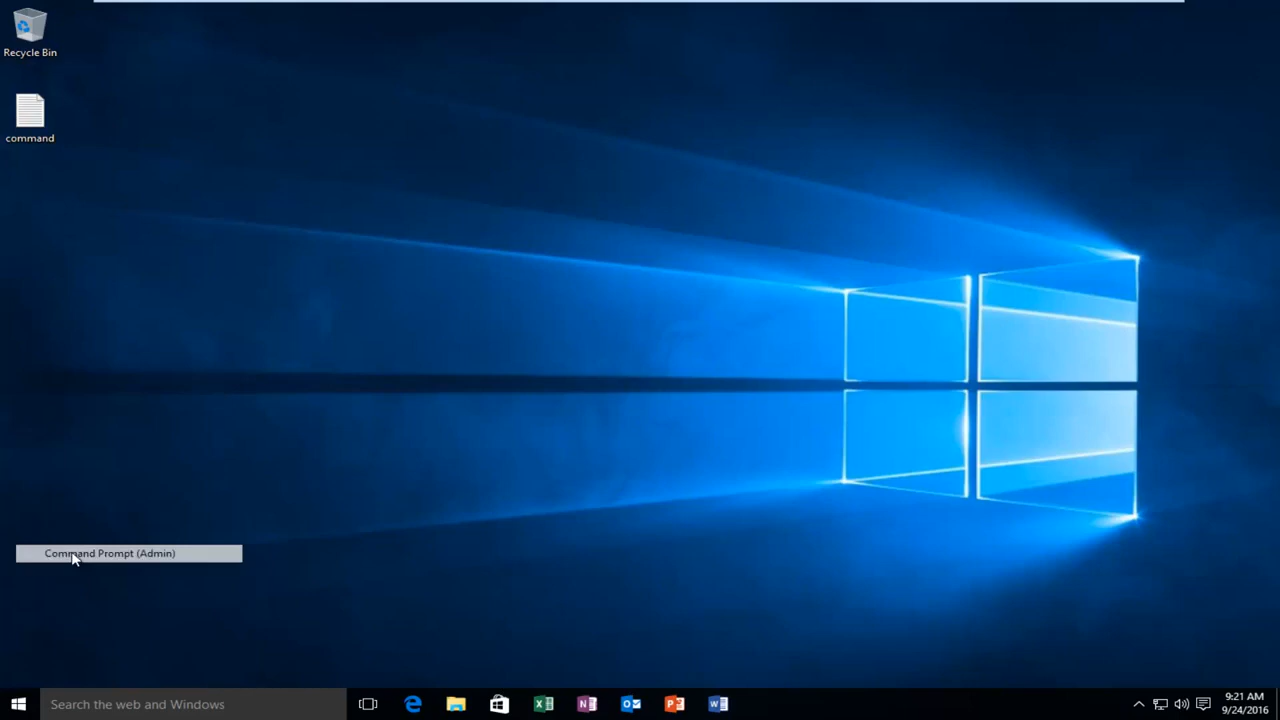 Recycle Bin
command
Command Prompt (Admin)
Search the web and Windows
9:21 AM
9/24/2016